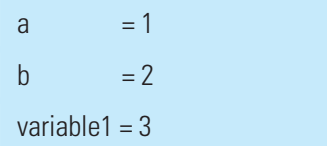 a         = 1
b         = 2
variable1 = 3